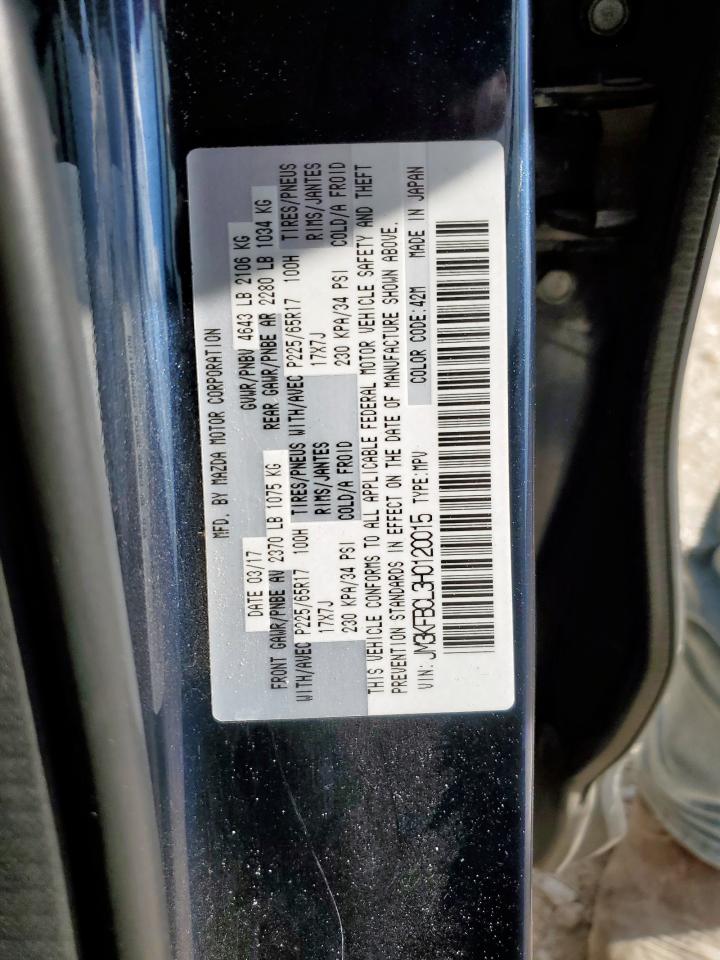 MFD. BY MAZDA MOTOR CORPORATION
DATE 03/17 GVWR/PNBV 4643 LB 2106 KG
FRONT GAWR/PNBE AV 2370 LB 1075 KG REAR GAWR/PNBE AR 2280 LB 1034 KG
WITH/AVEC P225/65R17 100H TIRES/PNEUS WITH/AVEC P225/65R17 100H TIRES/PNEUS
17X7J RIMS/JANTES 17X7J RIMS/JANTES
230 KPA/34 PSI COLD/A FROID 230 KPA/34 PSI COLD/A FROID
THIS VEHICLE CONFORMS TO ALL APPLICABLE FEDERAL MOTOR VEHICLE SAFETY AND THEFT
PREVENTION STANDARDS IN EFFECT ON THE DATE OF MANUFACTURE SHOWN ABOVE.
VIN: JM3KFBCL3H0120015 TYPE: MPV COLOR CODE: 42M MADE IN JAPAN